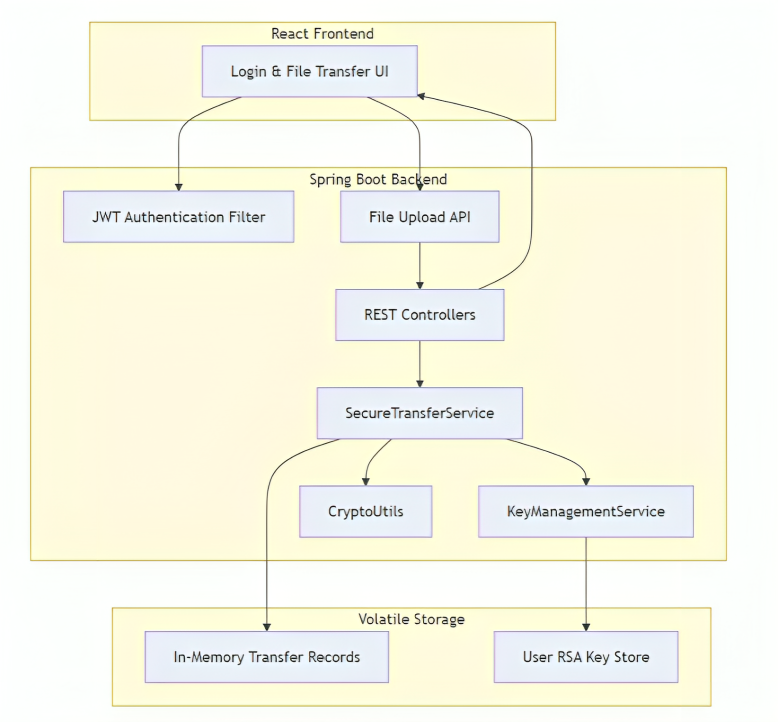 React Frontend
Login & File Transfer UI
Spring Boot Backend
JWT Authentication Filter
File Upload API
REST Controllers
SecureTransferService
CryptoUtils
KeyManagementService
Volatile Storage
In-Memory Transfer Records
User RSA Key Store